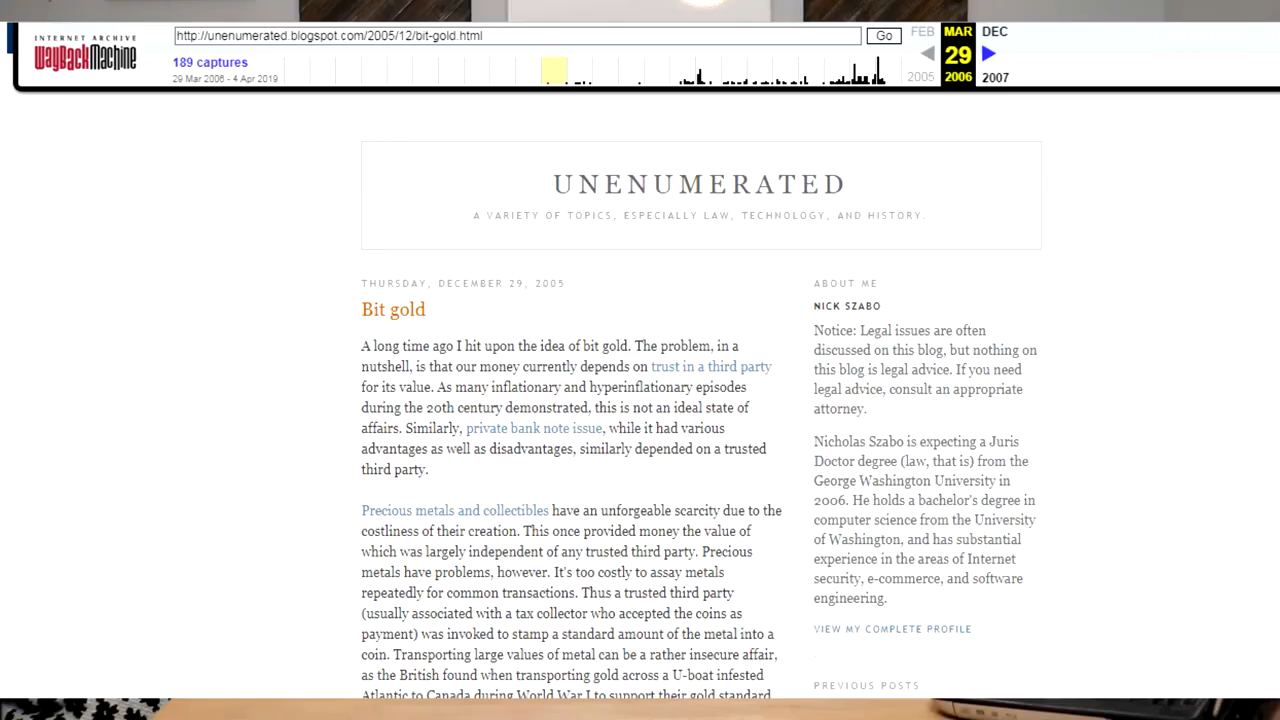 INTERNET ARCHIVE
WayBackMachine
http://unenumerated.blogspot.com/2005/12/bit-gold.html
Go
FEB MAR DEC
29
189 captures
29 Mar 2006 - 4 Apr 2019
2005 2006 2007
UNENUMERATED
A VARIETY OF TOPICS, ESPECIALLY LAW, TECHNOLOGY, AND HISTORY.
THURSDAY, DECEMBER 29, 2005
Bit gold
A long time ago I hit upon the idea of bit gold. The problem, in a
nutshell, is that our money currently depends on trust in a third party
for its value. As many inflationary and hyperinflationary episodes
during the 20th century demonstrated, this is not an ideal state of
affairs. Similarly, private bank note issue, while it had various
advantages as well as disadvantages, similarly depended on a trusted
third party.
Precious metals and collectibles have an unforgeable scarcity due to the
costliness of their creation. This once provided money the value of
which was largely independent of any trusted third party. Precious
metals have problems, however. It's too costly to assay metals
repeatedly for common transactions. Thus a trusted third party
(usually associated with a tax collector who accepted the coins as
payment) was invoked to stamp a standard amount of the metal into a
coin. Transporting large values of metal can be a rather insecure affair,
as the British found when transporting gold across a U-boat infested
Atlantic to Canada during World War I to support their gold standard.
ABOUT ME
NICK SZABO
Notice: Legal issues are often
discussed on this blog, but nothing on
this blog is legal advice. If you need
legal advice, consult an appropriate
attorney.
Nicholas Szabo is expecting a Juris
Doctor degree (law, that is) from the
George Washington University in
2006. He holds a bachelor's degree in
computer science from the University
of Washington, and has substantial
experience in the areas of Internet
security, e-commerce, and software
engineering.
VIEW MY COMPLETE PROFILE
PREVIOUS POSTS